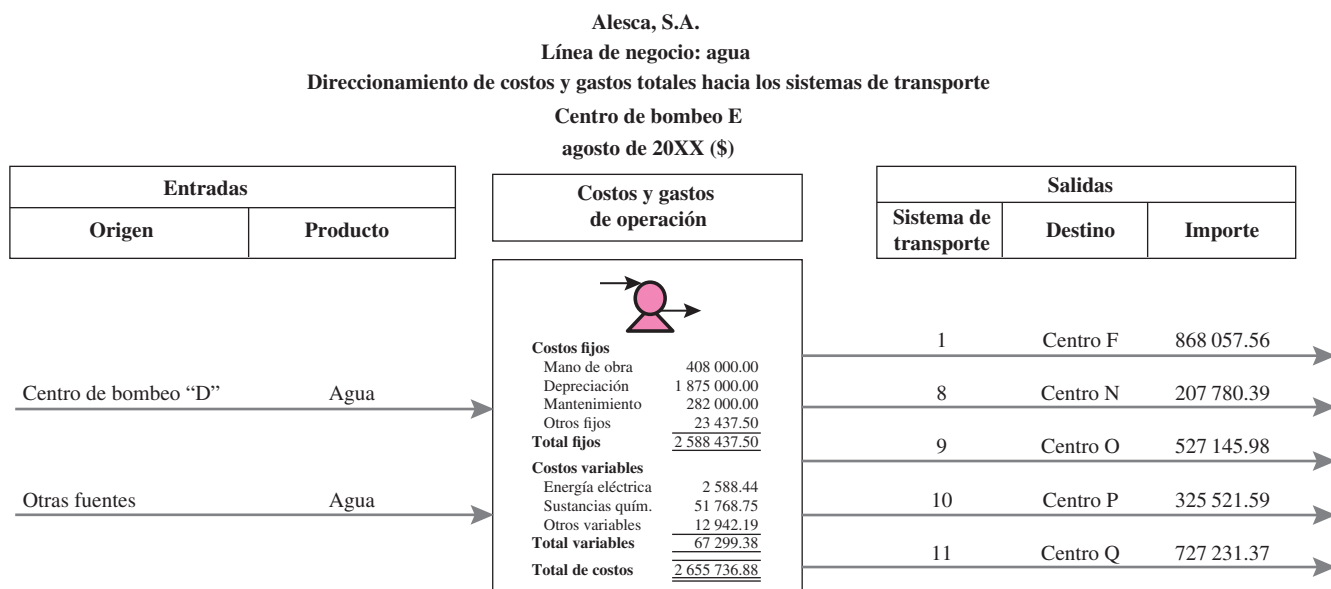 Alesca, S.A.
Línea de negocio: agua
Direccionamiento de costos y gastos totales hacia los sistemas de transporte
Centro de bombeo E
agosto de 20XX ($)
Entradas
Origen Producto
Costos y gastos
de operación
Salidas
Sistema de
transporte Destino Importe
Centro de bombeo “D” Agua
Otras fuentes Agua
Costos fijos
Mano de obra 408 000.00
Depreciación 1 875 000.00
Mantenimiento 282 000.00
Otros fijos 23 437.50
Total fijos 2 588 437.50
Costos variables
Energía eléctrica 2 588.44
Sustancias quím. 51 768.75
Otros variables 12 942.19
Total variables 67 299.38
Total de costos 2 655 736.88
1 Centro F 868 057.56
8 Centro N 207 780.39
9 Centro O 527 145.98
10 Centro P 325 521.59
11 Centro Q 727 231.37